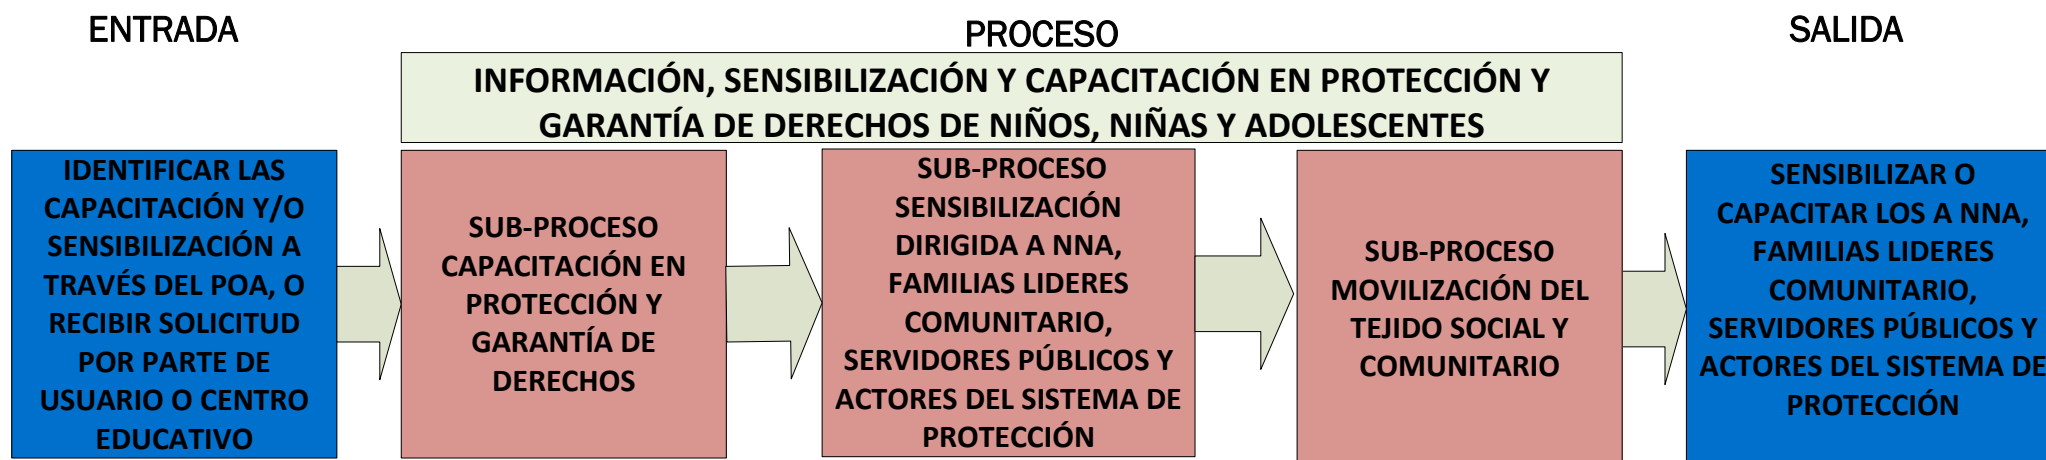 ENTRADA
PROCESO
SALIDA
INFORMACIÓN, SENSIBILIZACIÓN Y CAPACITACIÓN EN PROTECCIÓN Y
GARANTÍA DE DERECHOS DE NIÑOS, NIÑAS Y ADOLESCENTES
IDENTIFICAR LAS
CAPACITACIÓN Y/O
SENSIBILIZACIÓN A
TRAVÉS DEL POA, O
RECIBIR SOLICITUD
POR PARTE DE
USUARIO O CENTRO
EDUCATIVO
SUB-PROCESO
CAPACITACIÓN EN
PROTECCIÓN Y
GARANTÍA DE
DERECHOS
SUB-PROCESO
SENSIBILIZACIÓN
DIRIGIDA A NNA,
FAMILIAS LIDERES
COMUNITARIO,
SERVIDORES PÚBLICOS Y
ACTORES DEL SISTEMA DE
PROTECCIÓN
SUB-PROCESO
MOVILIZACIÓN DEL
TEJIDO SOCIAL Y
COMUNITARIO
SENSIBILIZAR O
CAPACITAR LOS A NNA,
FAMILIAS LIDERES
COMUNITARIO,
SERVIDORES PÚBLICOS Y
ACTORES DEL SISTEMA DE
PROTECCIÓN